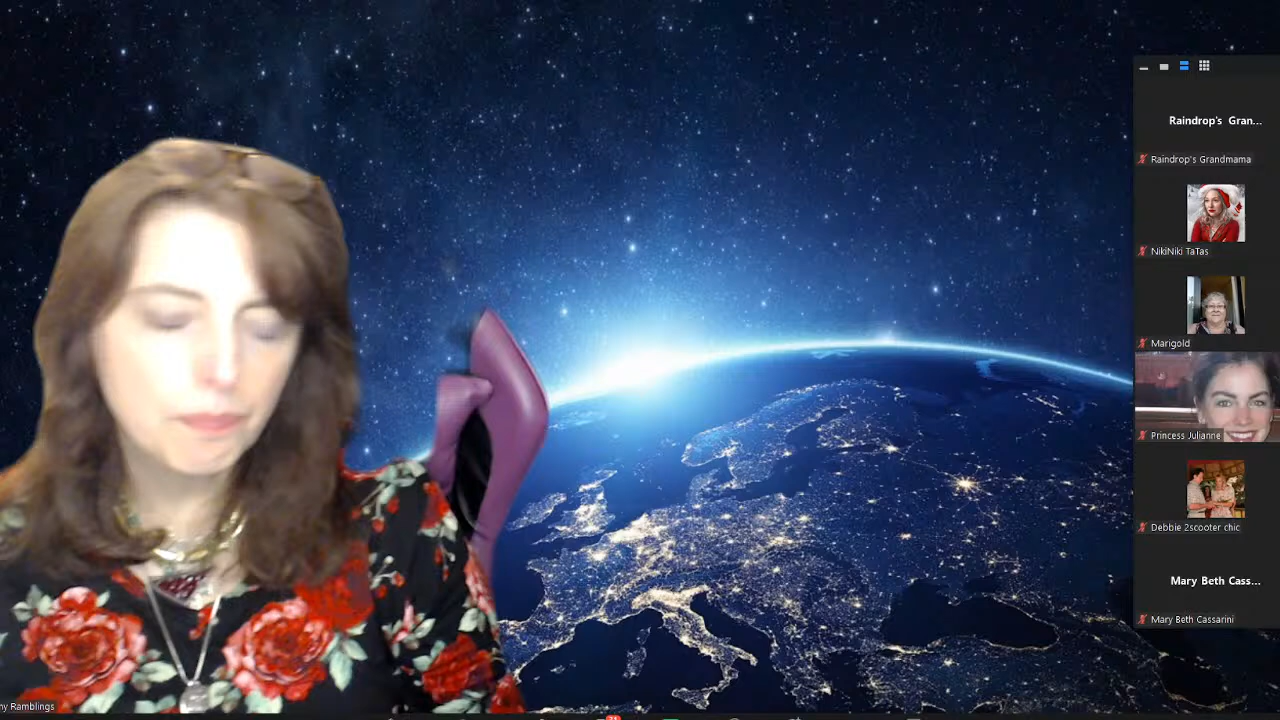 Raindrop's Gran...
Raindrop's Grandmama
NikiNiki TaTas
Marigold
Princess Julianne
Debbie 2scooter chic
Mary Beth Cass...
Mary Beth Cassarini
ny Ramblings